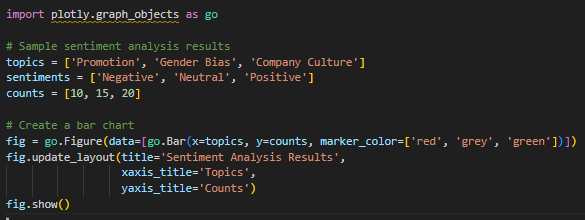 import plotly.graph_objects as go
# Sample sentiment analysis results
topics = ['Promotion', 'Gender Bias', 'Company Culture']
sentiments = ['Negative', 'Neutral', 'Positive']
counts = [10, 15, 20]
# Create a bar chart
fig = go.Figure(data=[go.Bar(x=topics, y=counts, marker_color=['red', 'grey', 'green'])])
fig.update_layout(title='Sentiment Analysis Results',
xaxis_title='Topics',
yaxis_title='Counts')
fig.show()